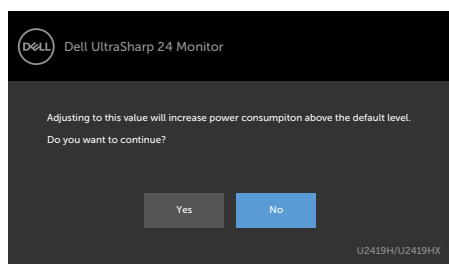 DELL Dell UltraSharp 24 Monitor
Adjusting to this value will increase power consumpiton above the default level.
Do you want to continue?
Yes No
U2419H/U2419HX